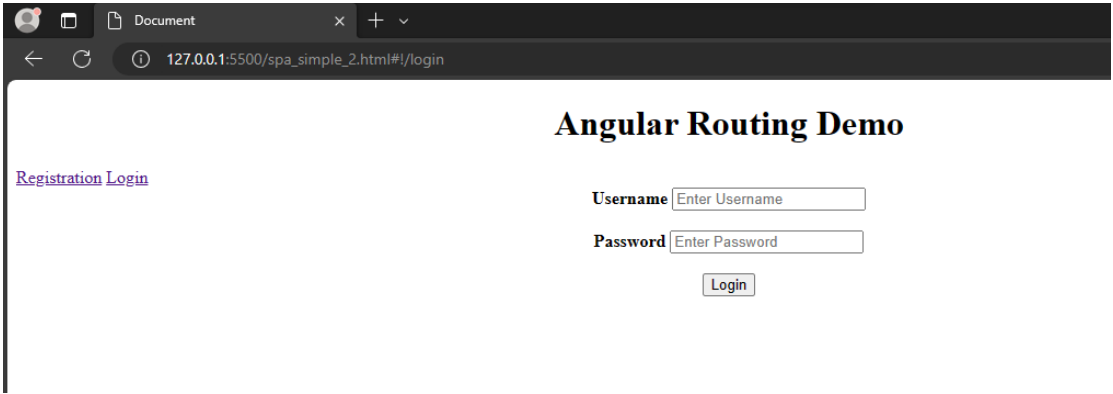 Document
127.0.0.1:5500/spa_simple_2.html#!/login
Angular Routing Demo
Registration Login
Username Enter Username
Password Enter Password
Login